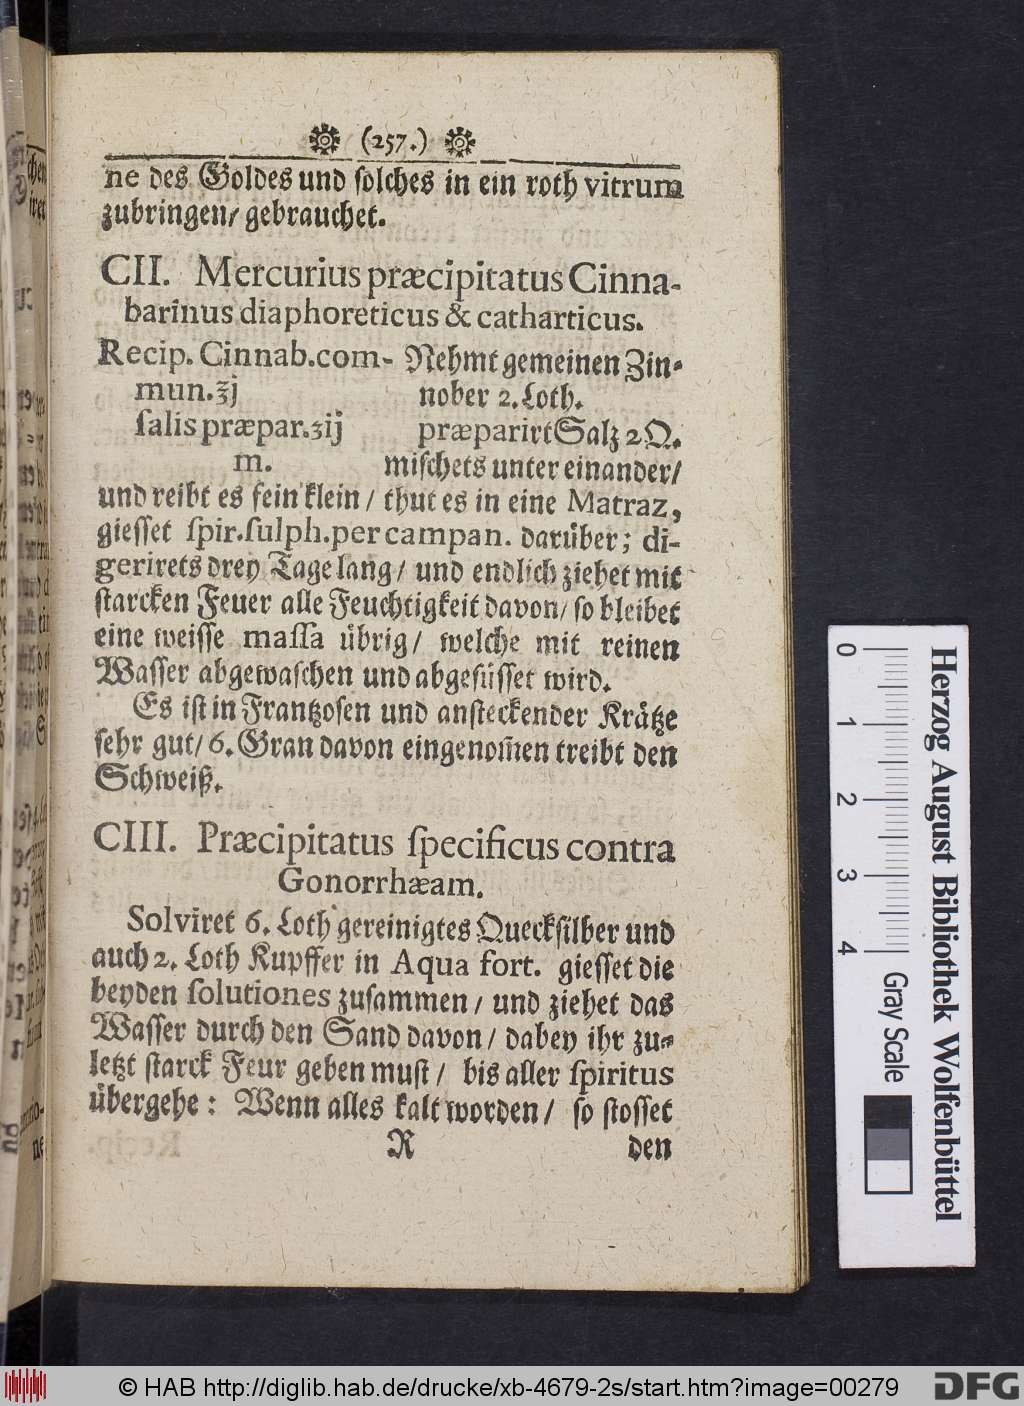 (257.)
ne des Goldes und ſolches in ein roth vitrum
zubringen/ gebrauchet.
CII. Mercurius præcipitatus Cinna-
barinus diaphoreticus & catharticus.
Recip. Cinnab. com-
mun. ℥j
ſalis præpar. ʒij
m.
Nehmt gemeinen Zin-
nober 2. Loth.
præparirt Salz 2 Q.
miſchets unter einander/
und reibt es fein klein/ thut es in eine Matraz,
gieſſet ſpir. ſulph. per campan. darüber; di-
gerirets drey Tage lang/ und endlich ziehet mit
ſtarcken Feuer alle Feuchtigkeit davon/ ſo bleibet
eine weiſſe maſſa übrig/ welche mit reinen
Waſſer abgewaſchen und abgeſüſſet wird.
Es iſt in Frantzoſen und anſteckender Krätze
ſehr gut/ 6. Gran davon eingenom̃en treibt den
Schweiß.
CIII. Præcipitatus ſpecificus contra
Gonorrhæam.
Solviret 6. Loth gereinigtes Queckſilber und
auch 2. Loth Kupffer in Aqua fort. gieſſet die
beyden ſolutiones zuſammen/ und ziehet das
Waſſer durch den Sand davon/ dabey ihr zu-
letzt ſtarck Feur geben muſt/ bis aller ſpiritus
übergehe: Wenn alles kalt worden/ ſo ſtoſſet
R den
0 1 2 3 4
Gray Scale
Herzog August Bibliothek Wolfenbüttel
© HAB http://diglib.hab.de/drucke/xb-4679-2s/start.htm?image=00279
DFG